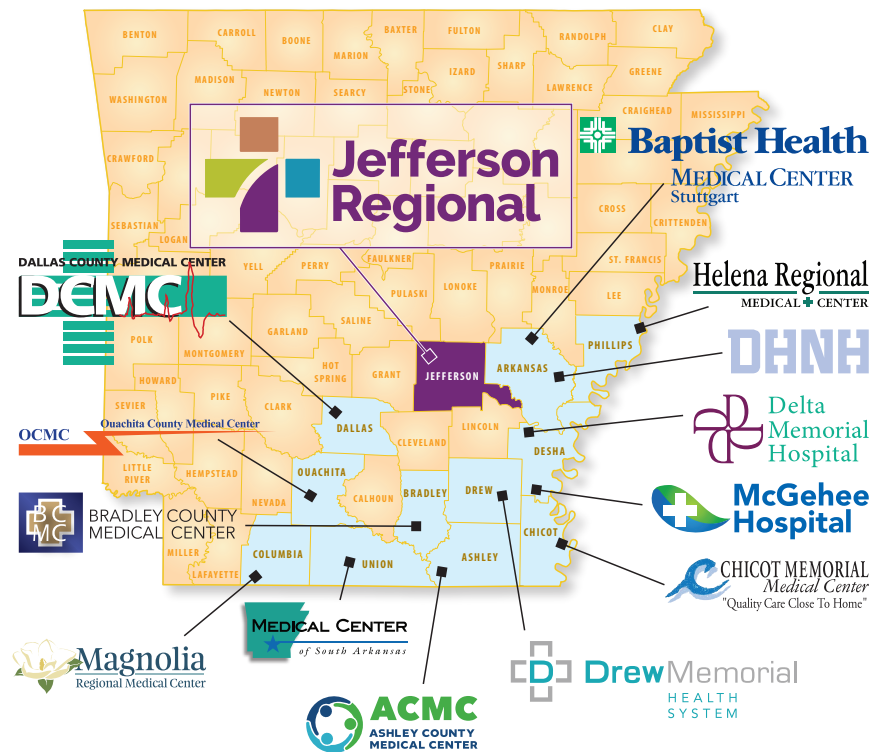 BENTON
CARROLL
BOONE
BAXTER
FULTON
RANDOLPH
CLAY
MARION
IZARD
SHARP
GREENE
MADISON
NEWTON
SEARCY
STONE
LAWRENCE
WASHINGTON
CRAIGHEAD
MISSISSIPPI
Jefferson
Regional
Baptist Health
MEDICAL CENTER
Stuttgart
CRAWFORD
CROSS
CRITTENDEN
SEBASTIAN
LOGAN
YELL
PERRY
FAULKNER
PRAIRIE
ST. FRANCIS
DALLAS COUNTY MEDICAL CENTER
DCMC
PULASKI
LONOKE
MONROE
LEE
Helena Regional
MEDICAL CENTER
SALINE
GARLAND
POLK
MONTGOMERY
HOT
SPRING
GRANT
JEFFERSON
ARKANSAS
PHILLIPS
DHNH
HOWARD
PIKE
SEVIER
CLARK
DALLAS
CLEVELAND
LINCOLN
DESHA
Delta
Memorial
Hospital
OCMC
Ouachita County Medical Center
LITTLE
RIVER
HEMPSTEAD
NEVADA
OUACHITA
CALHOUN
BRADLEY
DREW
McGehee
Hospital
BCMC
BRADLEY COUNTY
MEDICAL CENTER
MILLER
LAFAYETTE
COLUMBIA
UNION
ASHLEY
CHICOT
CHICOT MEMORIAL
Medical Center
"Quality Care Close To Home"
MEDICAL CENTER
of South Arkansas
Magnolia
Regional Medical Center
D
DrewMemorial
HEALTH
SYSTEM
ACMC
ASHLEY COUNTY
MEDICAL CENTER